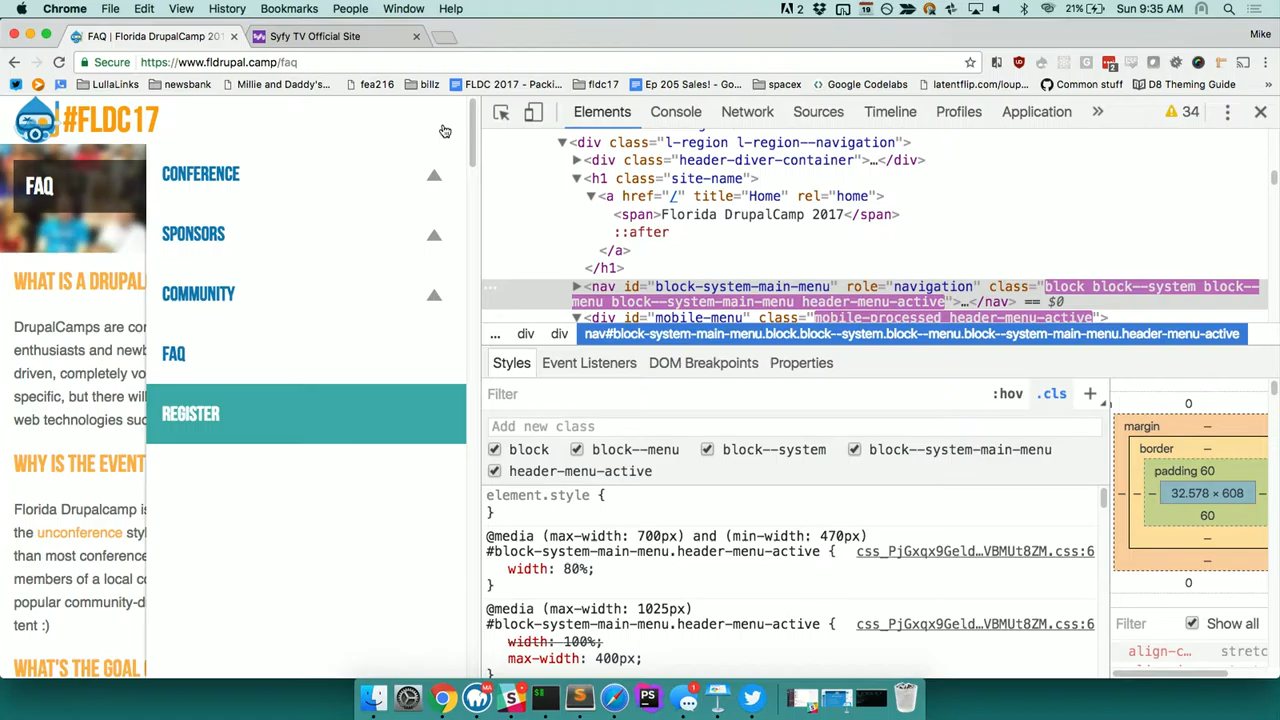 Chrome File Edit View History Bookmarks People Window Help 2 19 21% Sun 9:35 AM
FAQ | Florida DrupalCamp 201 Syfy TV Official Site Mike
Secure https://www.fldrupal.camp/faq 2
LullaLinks newsbank Millie and Daddy's... fea216 billz FLDC 2017 - Packi... fldc17 Ep 205 Sales! - Go... spacex Google Codelabs latentflip.com/loup... Common stuff D8 Theming Guide
#FLDC17
FAQ
CONFERENCE
SPONSORS
COMMUNITY
FAQ
REGISTER
WHAT IS A DRUPAL
DrupalCamps are con
enthusiasts and newb
driven, completely vo
specific, but there will
web technologies suc
WHY IS THE EVENT
Florida Drupalcamp is
the unconference styl
than most conference
members of a local co
popular community-d
tent :)
WHAT'S THE GOAL
Elements Console Network Sources Timeline Profiles Application » 34
▼<div class="l-region l-region--navigation">
▶<div class="header-diver-container">…</div>
▼<h1 class="site-name">
▼<a href="/" title="Home" rel="home">
<span>Florida DrupalCamp 2017</span>
::after
</a>
</h1>
… ▶<nav id="block-system-main-menu" role="navigation" class="block block--system block--
menu block--system-main-menu header-menu-active">…</nav> == $0
▼<div id="mobile-menu" class="mobile-processed header-menu-active">
... div div nav#block-system-main-menu.block.block--system.block--menu.block--system-main-menu.header-menu-active
Styles Event Listeners DOM Breakpoints Properties
Filter :hov .cls +
Add new class
block block--menu block--system block--system-main-menu
header-menu-active
element.style {
}
@media (max-width: 700px) and (min-width: 470px)
#block-system-main-menu.header-menu-active { css_PjGxqx9Geld…VBMUt8ZM.css:6
width: 80%;
}
@media (max-width: 1025px)
#block-system-main-menu.header-menu-active { css_PjGxqx9Geld…VBMUt8ZM.css:6
width: 100%;
max-width: 400px;
}
0
margin –
border –
padding 60
32.578 × 608
60
–
–
0
Filter Show all
align-c… stretc